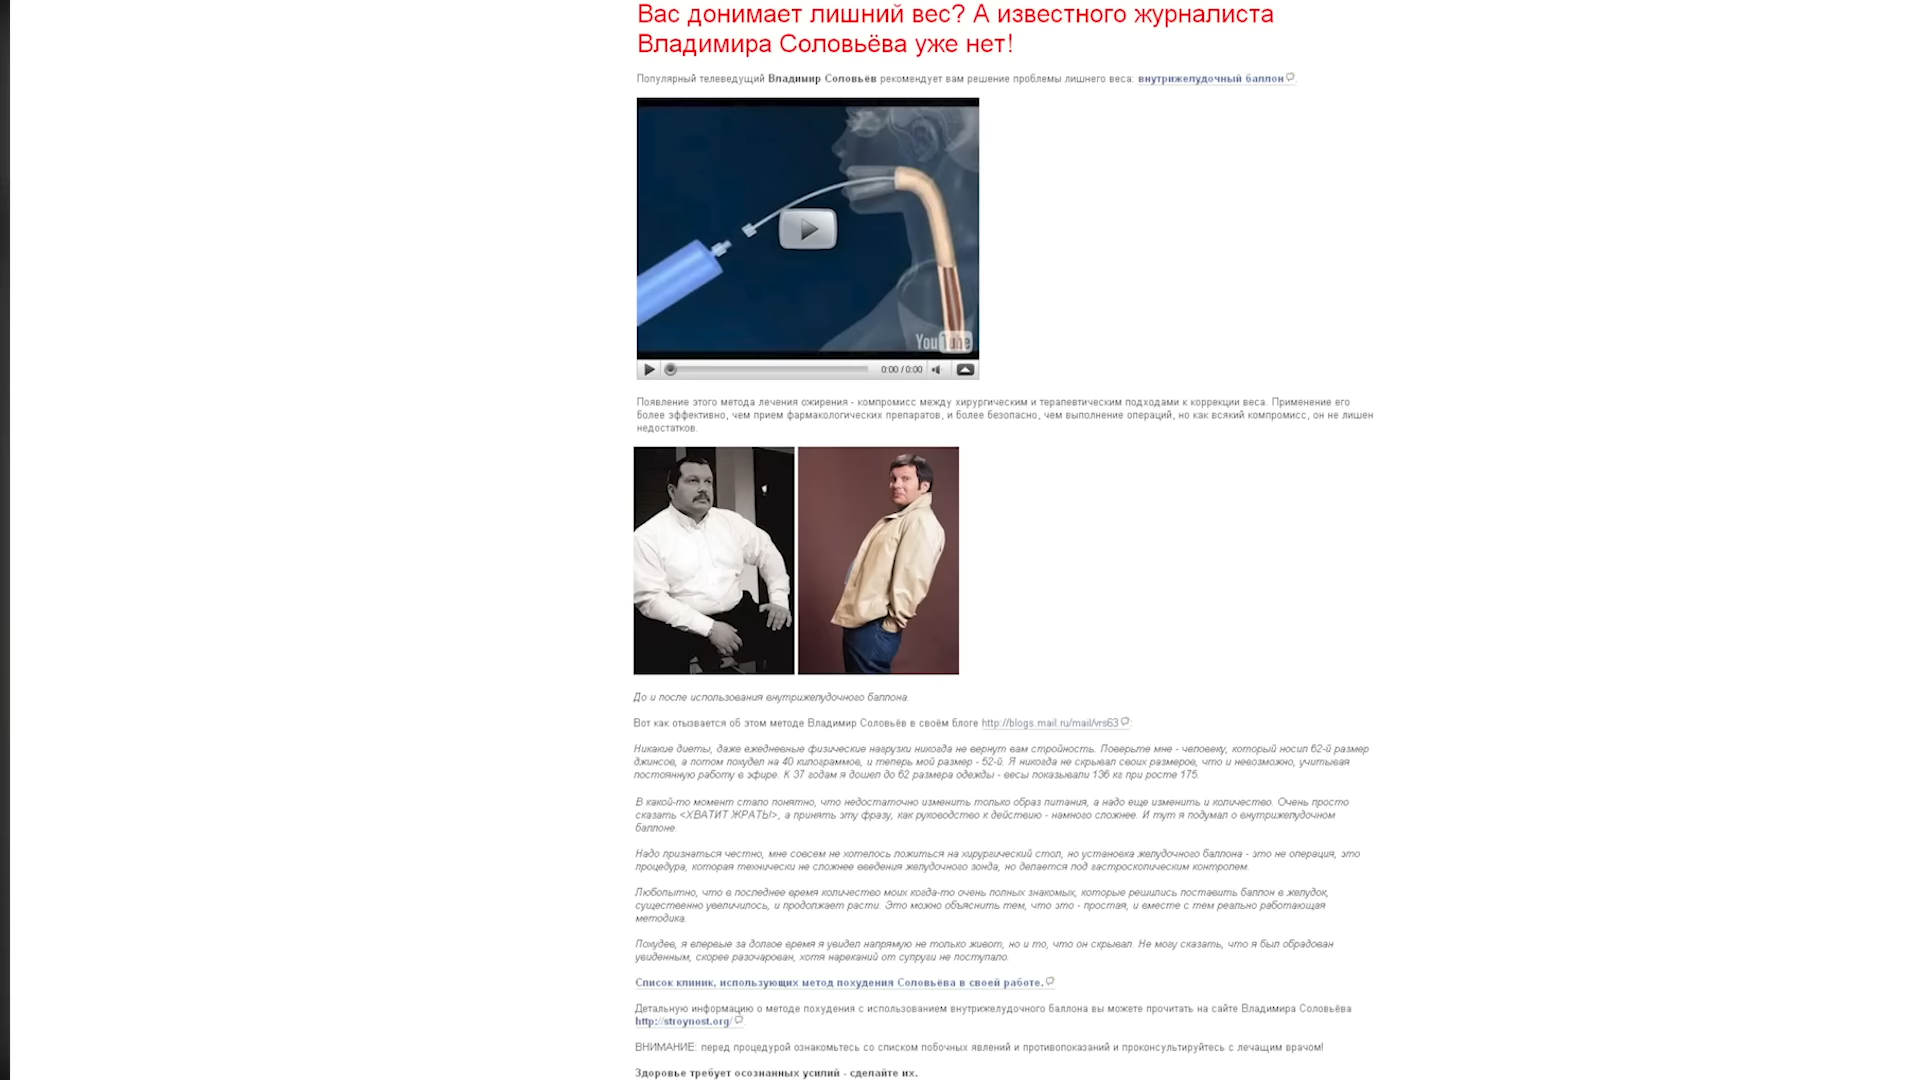 Вас донимает лишний вес? А известного журналиста
Владимира Соловьёва уже нет!
Популярный телеведущий Владимир Соловьёв рекомендует вам решение проблемы лишнего веса: внутрижелудочный баллон.
You Tube
0:00 / 0:00
Появление этого метода лечения ожирения - компромисс между хирургическим и терапевтическим подходами к коррекции веса. Применение его
более эффективно, чем прием фармакологических препаратов, и более безопасно, чем выполнение операций, но как всякий компромисс, он не лишен
недостатков.
До и после использования внутрижелудочного баллона.
Вот как отзывается об этом методе Владимир Соловьёв в своём блоге http://blogs.mail.ru/mail/vrs63:
Никакие диеты, даже ежедневные физические нагрузки никогда не вернут вам стройность. Поверьте мне - человеку, который носил 62-й размер
джинсов, а потом похудел на 40 килограммов, и теперь мой размер - 52-й. Я никогда не скрывал своих размеров, что и невозможно, учитывая
постоянную работу в эфире. К 37 годам я дошел до 62 размера одежды - весы показывали 136 кг при росте 175.
В какой-то момент стало понятно, что недостаточно изменить только образ питания, а надо еще изменить и количество. Очень просто
сказать <ХВАТИТ ЖРАТЬ!>, а принять эту фразу, как руководство к действию - намного сложнее. И тут я подумал о внутрижелудочном
баллоне.
Надо признаться честно, мне совсем не хотелось ложиться на хирургический стол, но установка желудочного баллона - это не операция, это
процедура, которая технически не сложнее введения желудочного зонда, но делается под гастроскопическим контролем.
Любопытно, что в последнее время количество моих когда-то очень полных знакомых, которые решились поставить баллон в желудок,
существенно увеличилось, и продолжает расти. Это можно объяснить тем, что это - простая, и вместе с тем реально работающая
методика.
Похудев, я впервые за долгое время я увидел напрямую не только живот, но и то, что он скрывал. Не могу сказать, что я был обрадован
увиденным, скорее разочарован, хотя нареканий от супруги не поступало.
Список клиник, использующих метод похудения Соловьёва в своей работе.
Детальную информацию о методе похудения с использованием внутрижелудочного баллона вы можете прочитать на сайте Владимира Соловьёва
http://stroynost.org/.
ВНИМАНИЕ: перед процедурой ознакомьтесь со списком побочных явлений и противопоказаний и проконсультируйтесь с лечащим врачом!
Здоровье требует осознанных усилий - сделайте их.